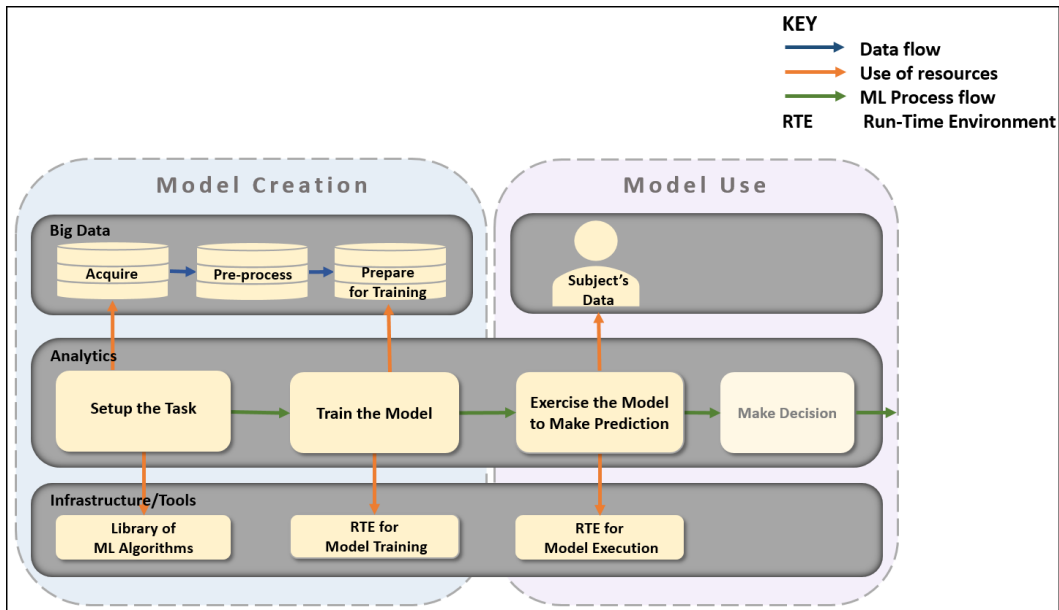 KEY
Data flow
Use of resources
ML Process flow
RTE Run-Time Environment
Model Creation
Model Use
Big Data
Acquire
Pre-process
Prepare
for Training
Subject's
Data
Analytics
Setup the Task
Train the Model
Exercise the Model
to Make Prediction
Make Decision
Infrastructure/Tools
Library of
ML Algorithms
RTE for
Model Training
RTE for
Model Execution